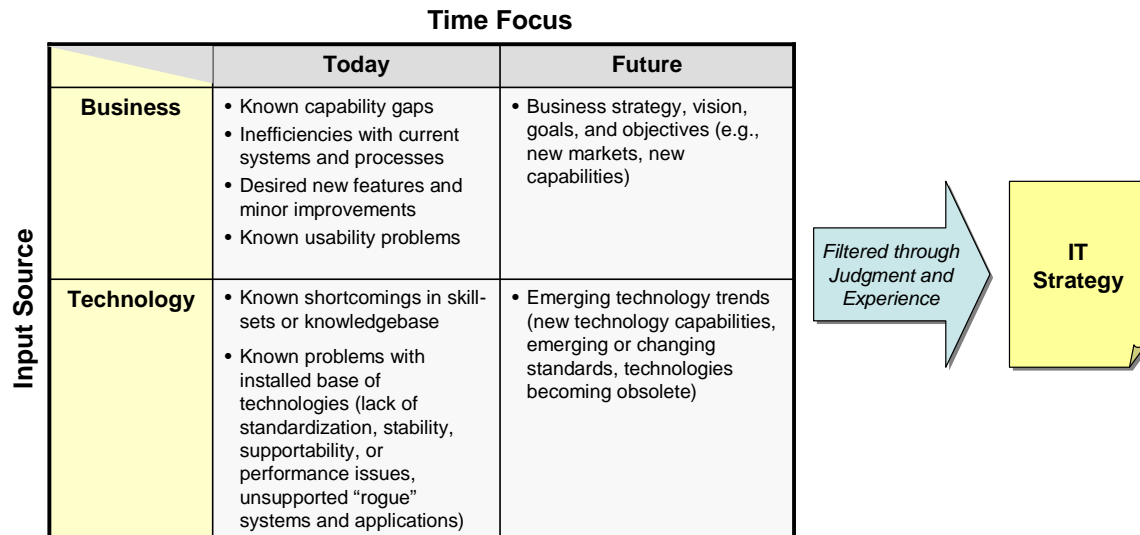 Time Focus
Today
Future
Input Source
Business
• Known capability gaps
• Inefficiencies with current
systems and processes
• Desired new features and
minor improvements
• Known usability problems
• Business strategy, vision,
goals, and objectives (e.g.,
new markets, new
capabilities)
Technology
• Known shortcomings in skill-
sets or knowledgebase
• Known problems with
installed base of
technologies (lack of
standardization, stability,
supportability, or
performance issues,
unsupported “rogue”
systems and applications)
• Emerging technology trends
(new technology capabilities,
emerging or changing
standards, technologies
becoming obsolete)
Filtered through
Judgment and
Experience
IT
Strategy